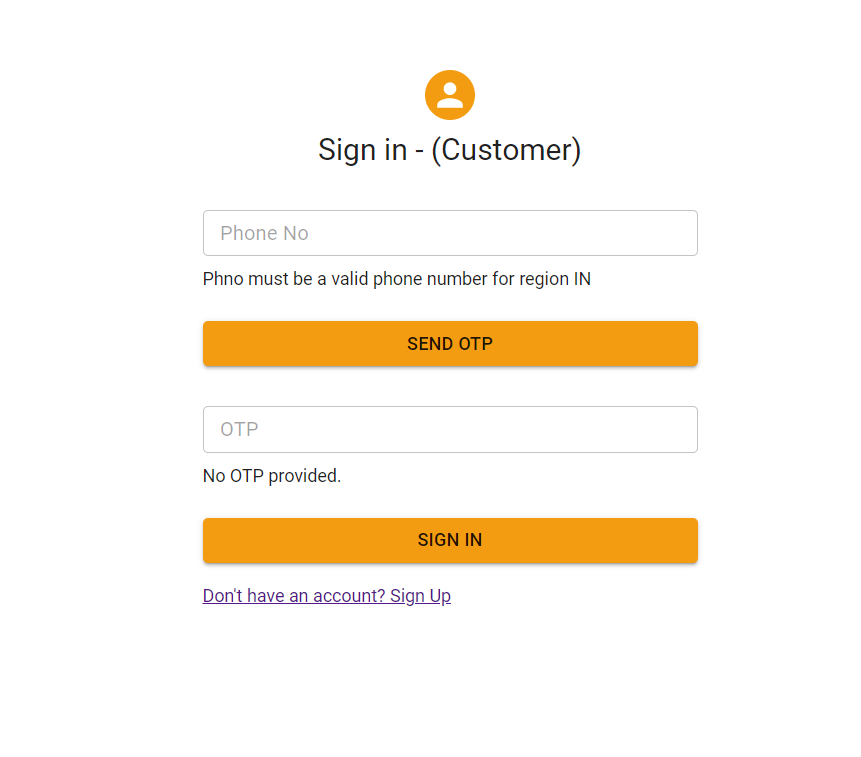 Sign in - (Customer)
Phone No
Phno must be a valid phone number for region IN
SEND OTP
OTP
No OTP provided.
SIGN IN
Don't have an account? Sign Up